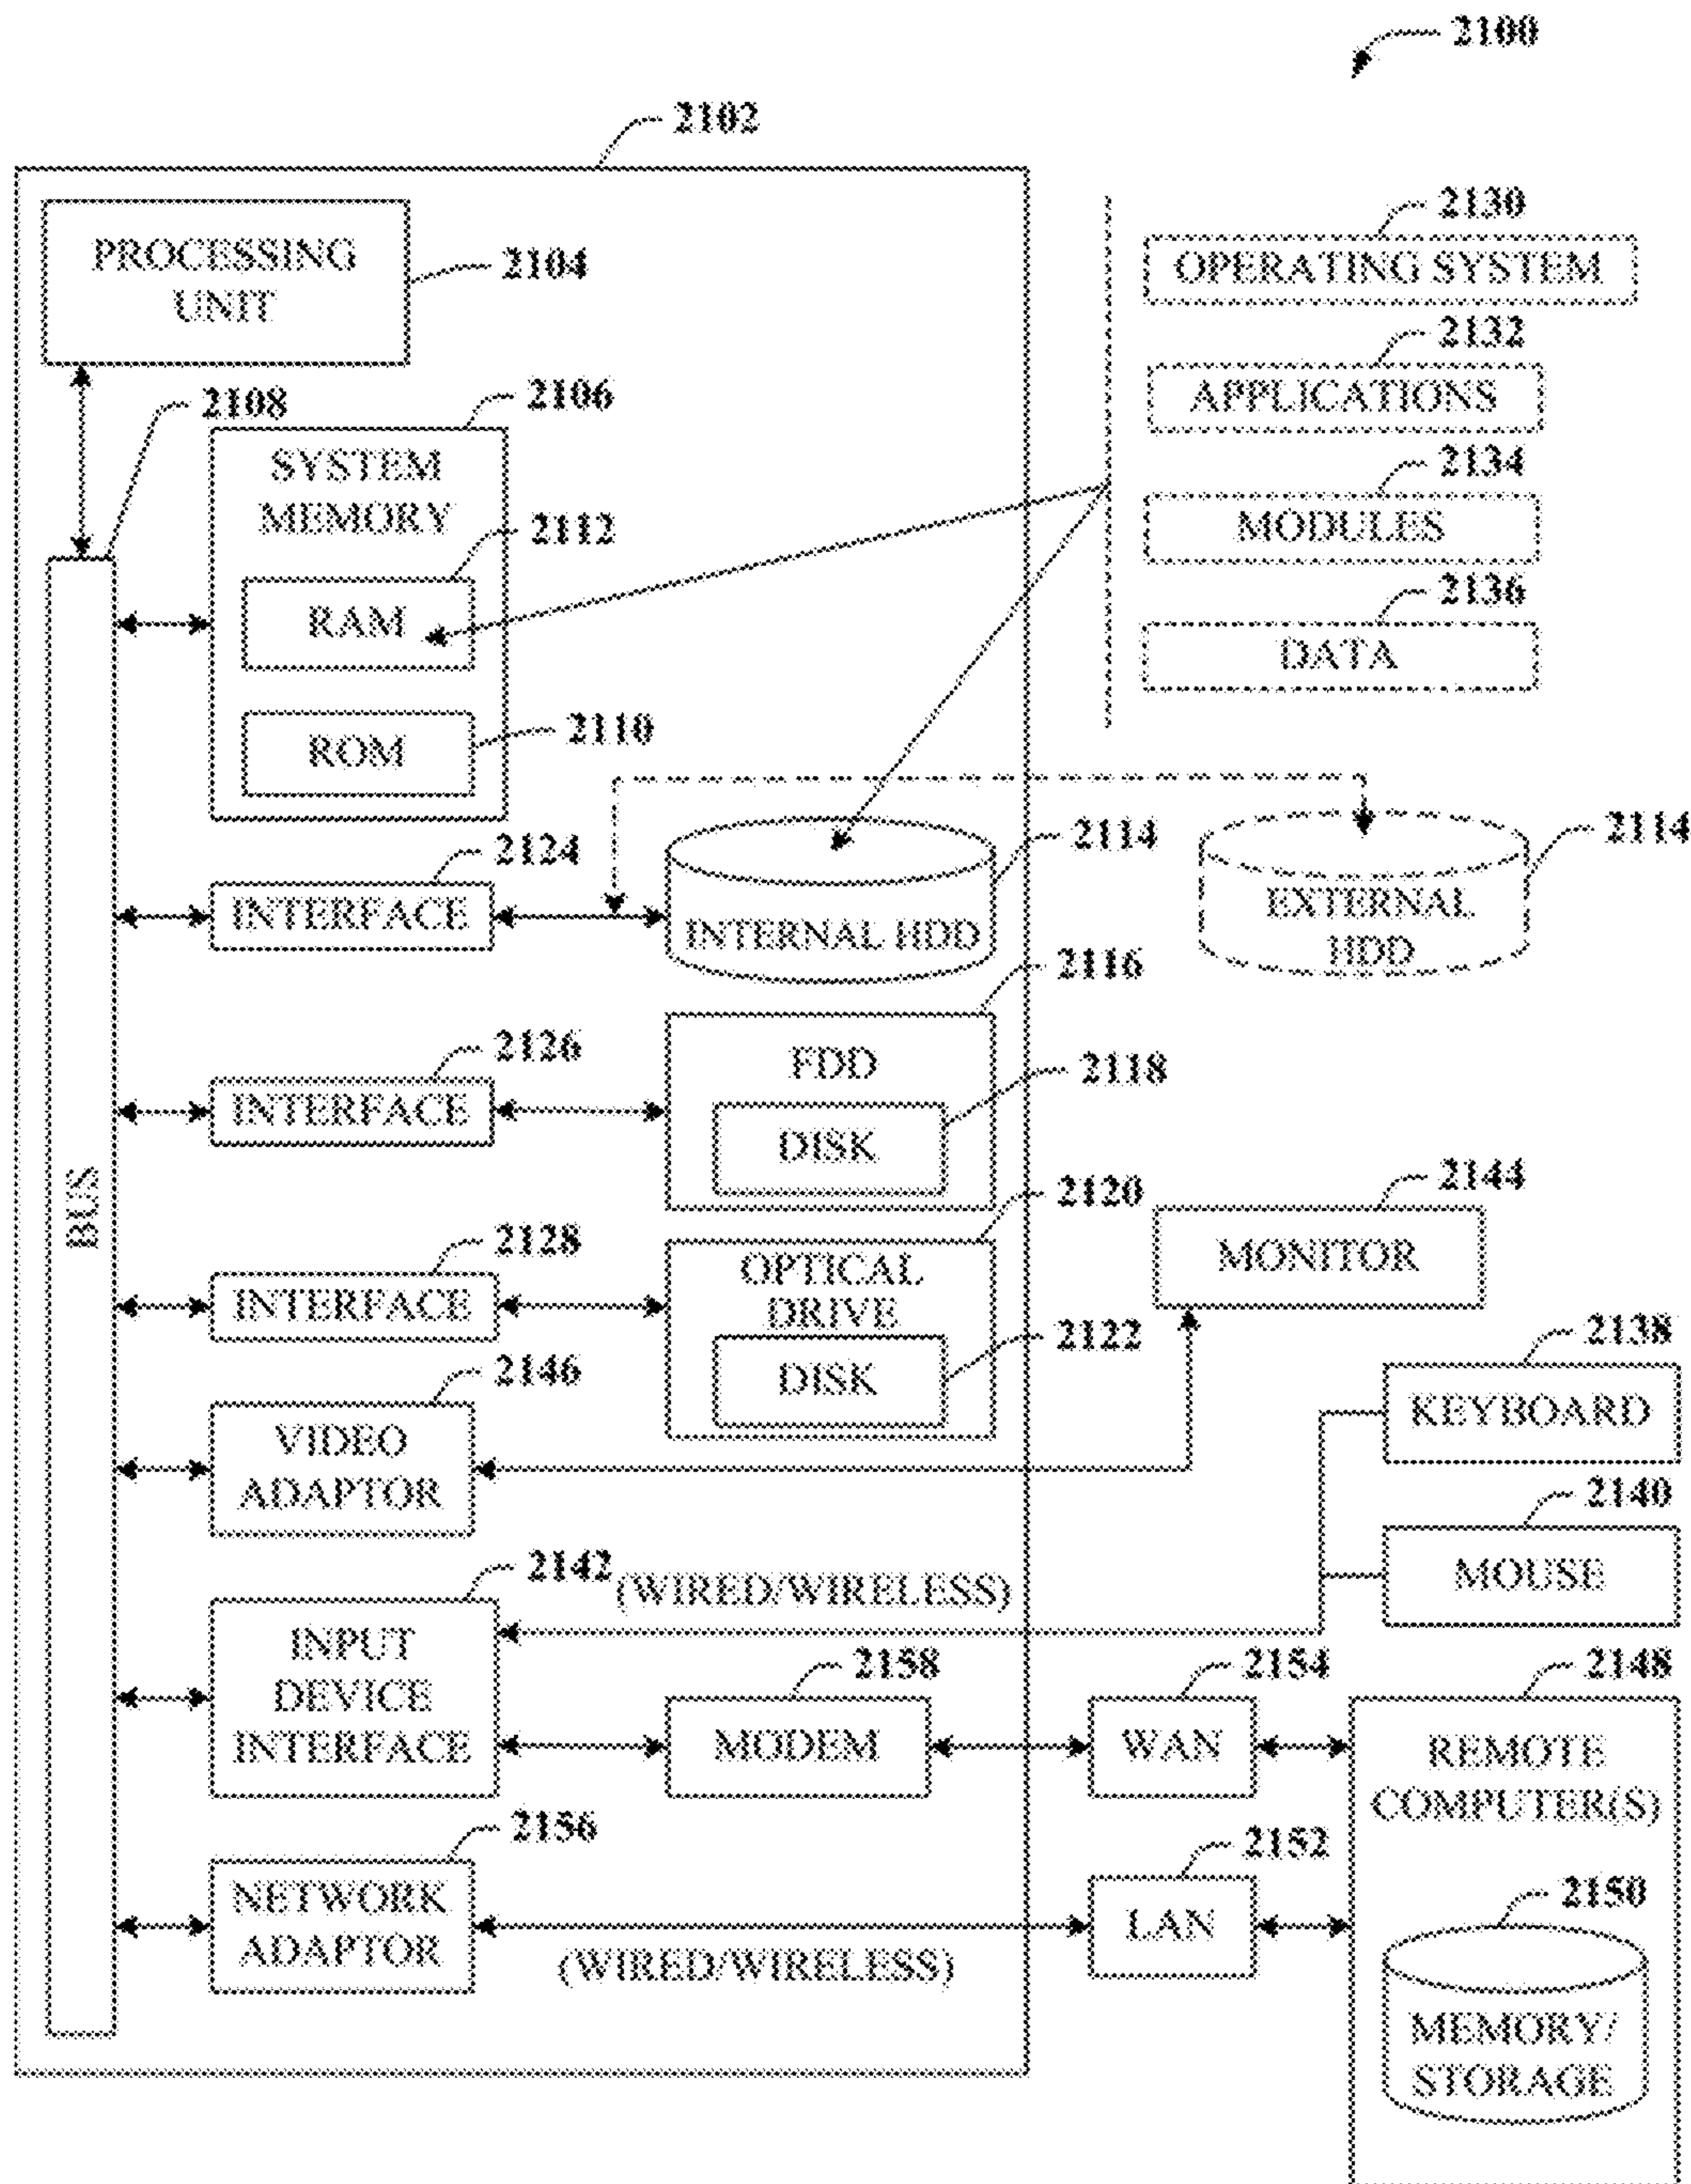 2100
2102
PROCESSING
UNIT
2104
2130
OPERATING SYSTEM
2132
APPLICATIONS
2134
MODULES
2136
DATA
2108
2106
SYSTEM
MEMORY
2112
RAM
2110
ROM
BUS
2124
INTERFACE
2114
INTERNAL HDD
2114
EXTERNAL
HDD
2126
INTERFACE
2116
FDD
2118
DISK
2128
INTERFACE
2120
OPTICAL
DRIVE
2122
DISK
2144
MONITOR
2146
VIDEO
ADAPTOR
2138
KEYBOARD
2140
MOUSE
2142
(WIRED/WIRELESS)
INPUT
DEVICE
INTERFACE
2158
MODEM
2154
WAN
2148
REMOTE
COMPUTER(S)
2156
NETWORK
ADAPTOR
(WIRED/WIRELESS)
2152
LAN
2150
MEMORY/
STORAGE